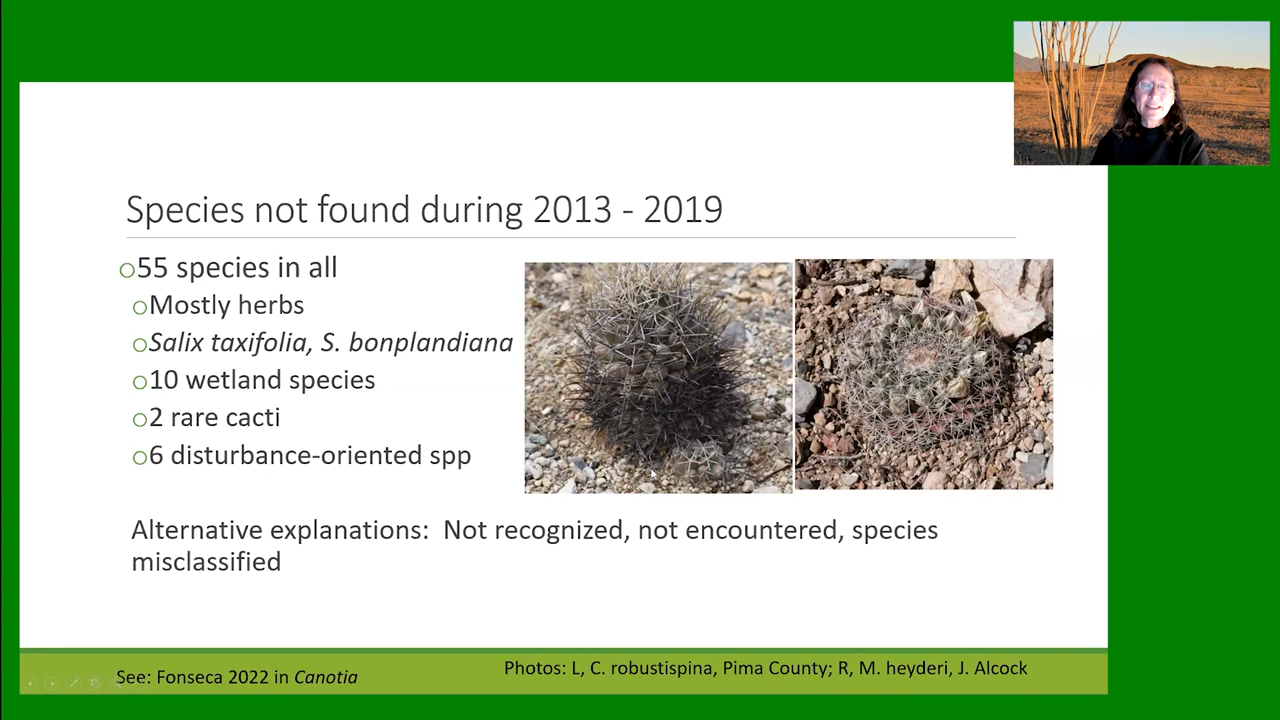 Species not found during 2013 - 2019
55 species in all
Mostly herbs
Salix taxifolia, S. bonplandiana
10 wetland species
2 rare cacti
6 disturbance-oriented spp
Alternative explanations:  Not recognized, not encountered, species
misclassified
See: Fonseca 2022 in Canotia
Photos: L, C. robustispina, Pima County; R, M. heyderi, J. Alcock